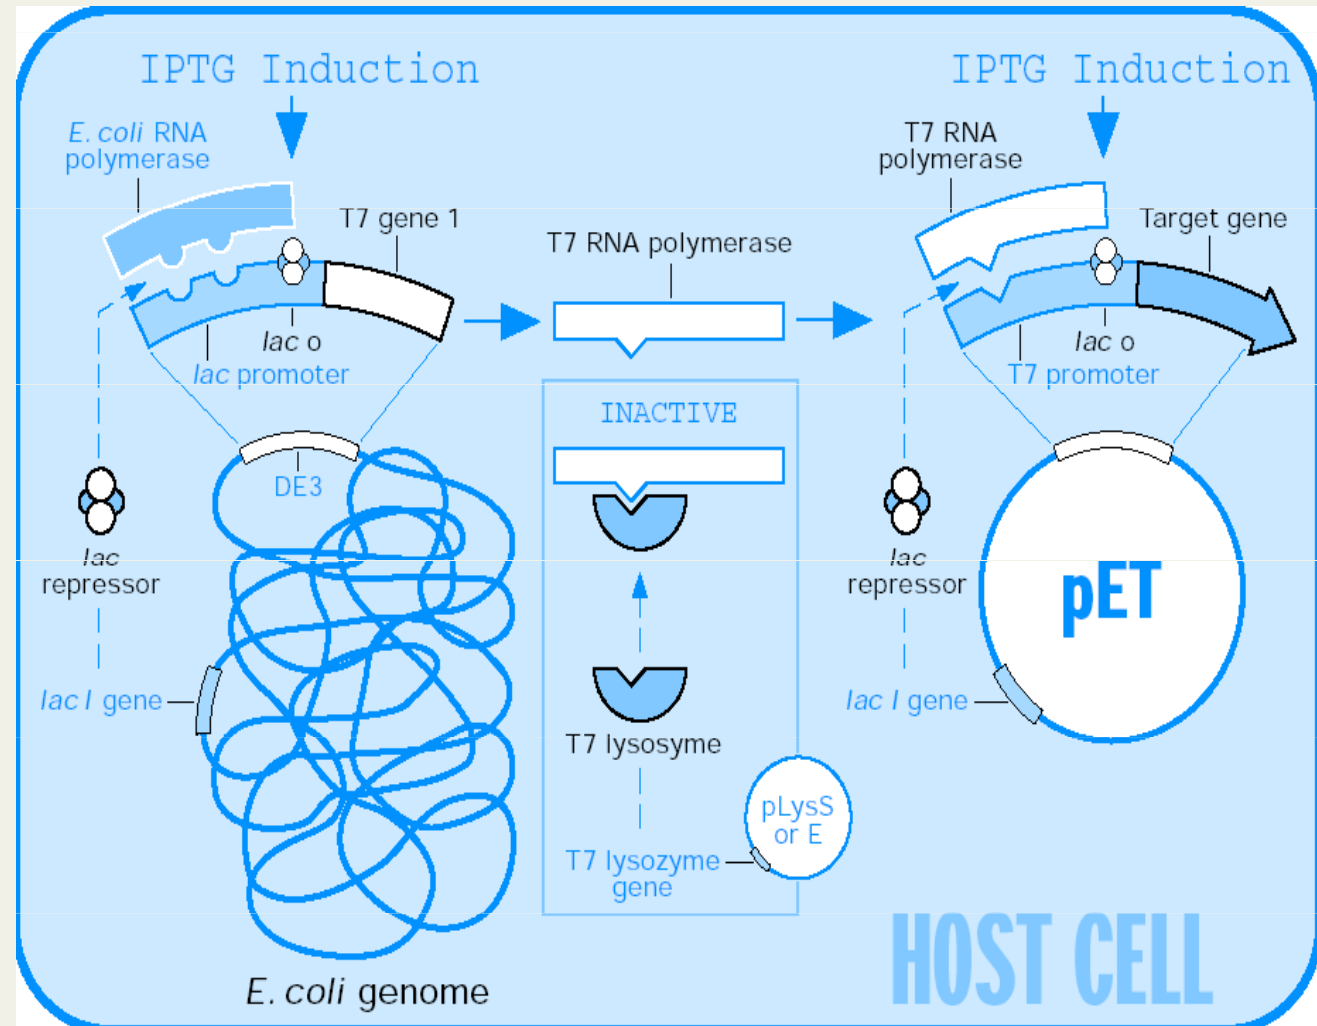 IPTG Induction
IPTG Induction
E. coli RNA
polymerase
T7 RNA
polymerase
T7 gene 1
T7 RNA polymerase
Target gene
lac o
lac promoter
lac o
T7 promoter
INACTIVE
DE3
lac
repressor
lac
repressor
pET
lac I gene
T7 lysosyme
lac I gene
pLysS
or E
T7 lysozyme
gene
HOST CELL
E. coli genome